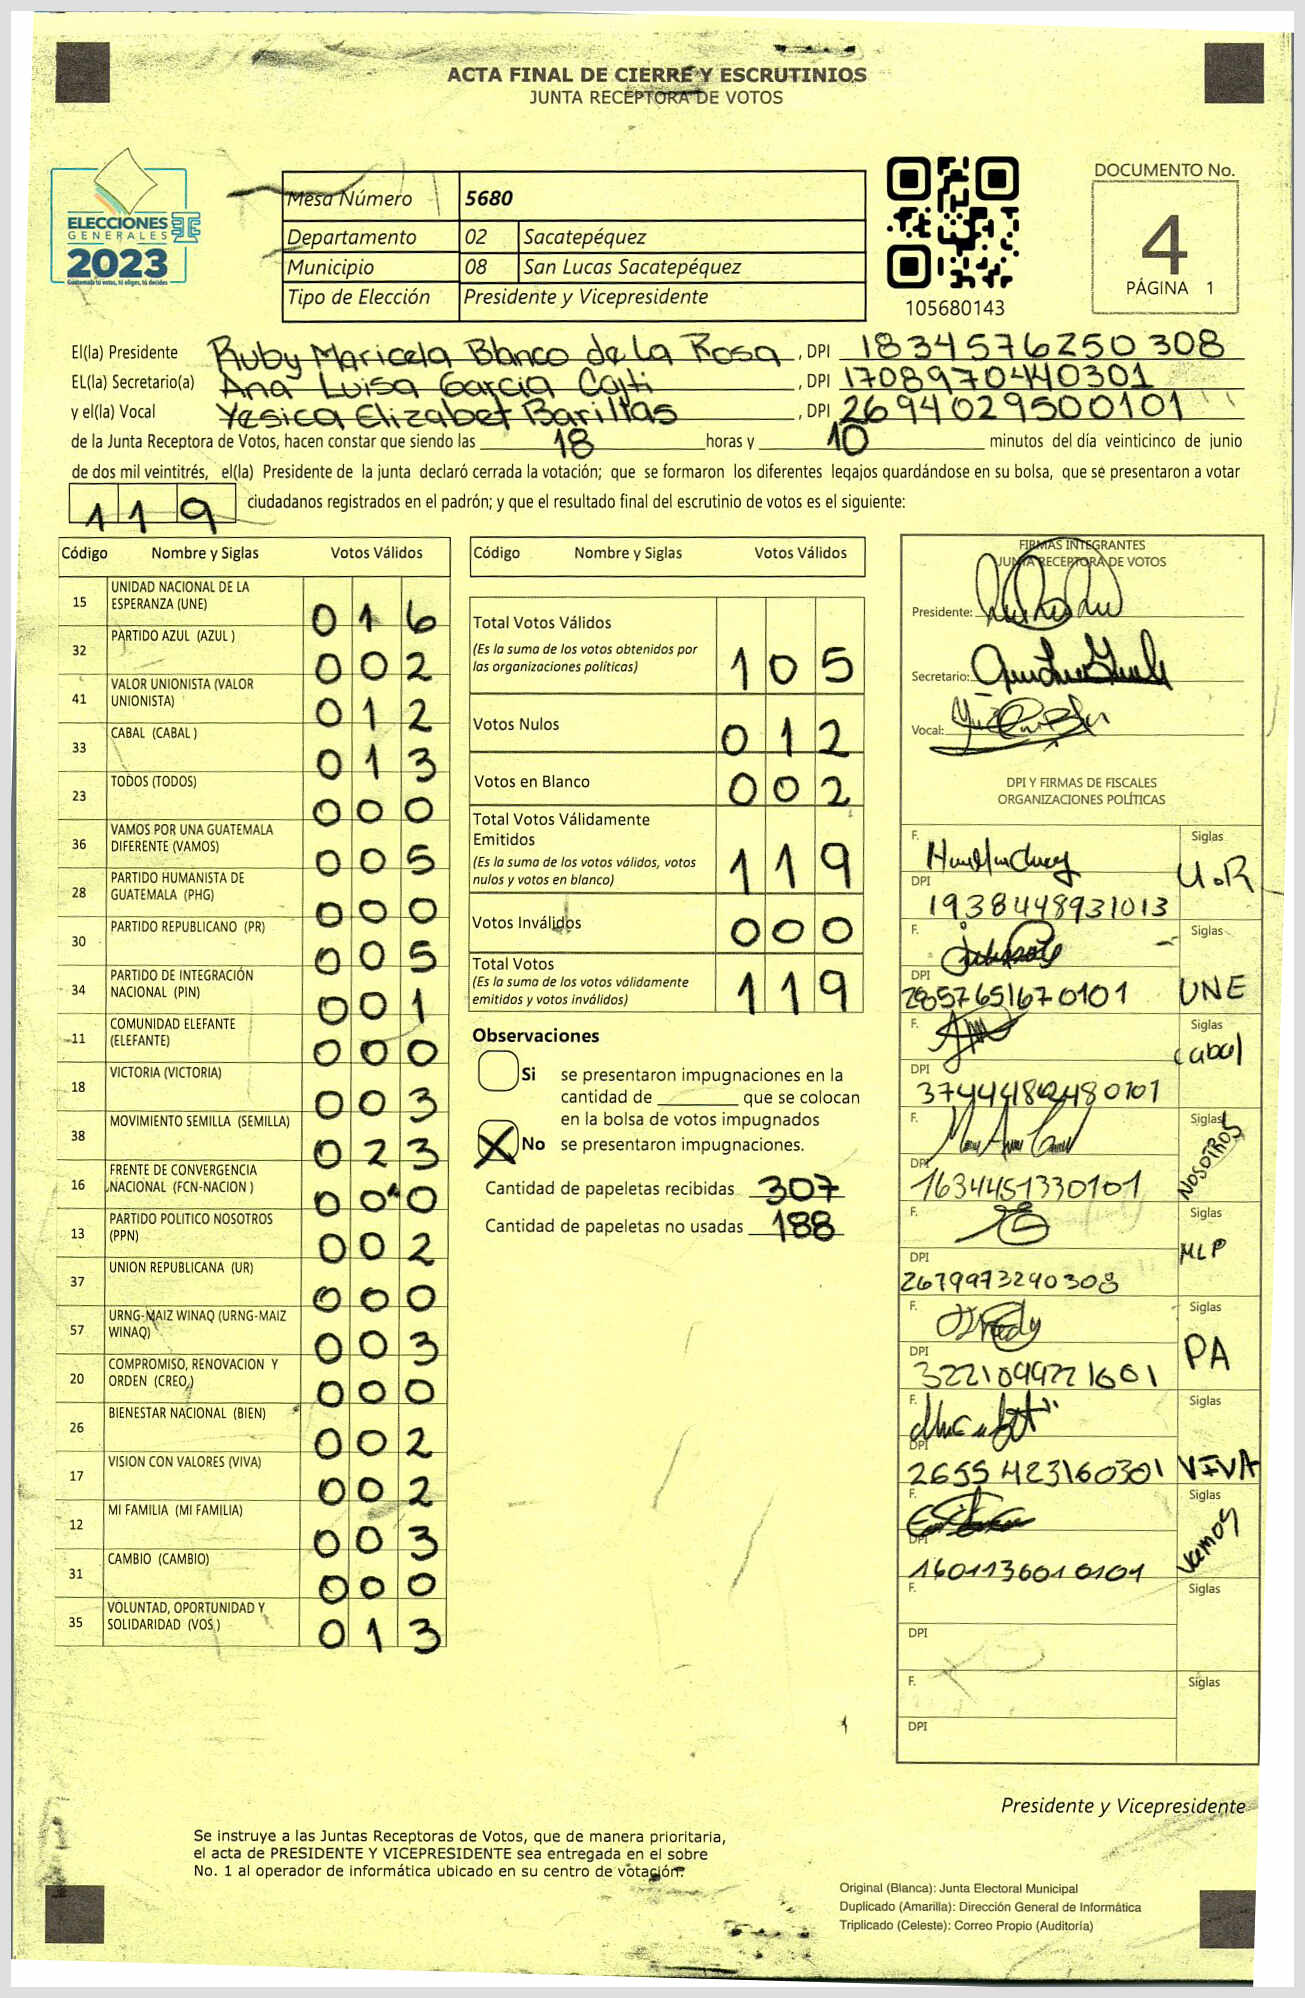 ACTA FINAL DE CIERRE Y ESCRUTINIOS
JUNTA RECEPTORA DE VOTOS
ELECCIONES
GENERALES
2023
Guatemala tú votas, tú eliges, tú decides
TSE
Mesa Número 5680
Departamento 02 Sacatepéquez
Municipio 08 San Lucas Sacatepéquez
Tipo de Elección Presidente y Vicepresidente
105680143
DOCUMENTO No.
4
PÁGINA 1
El(la) Presidente Ruby Maricela Blanco de La Rosa, DPI 1834576250308
EL(la) Secretario(a) Ana Luisa Garcia Cojti, DPI 1708970440301
y el(la) Vocal Yesica Elizabet Barillas, DPI 2694029500101
de la Junta Receptora de Votos, hacen constar que siendo las 18 horas y 10 minutos del día veinticinco de junio
de dos mil veintitrés, el(la) Presidente de la junta declaró cerrada la votación; que se formaron los diferentes legajos guardándose en su bolsa, que se presentaron a votar
119 ciudadanos registrados en el padrón; y que el resultado final del escrutinio de votos es el siguiente:
Código Nombre y Siglas Votos Válidos
15 UNIDAD NACIONAL DE LA ESPERANZA (UNE) 016
32 PARTIDO AZUL (AZUL ) 002
41 VALOR UNIONISTA (VALOR UNIONISTA) 012
33 CABAL (CABAL ) 013
23 TODOS (TODOS) 000
36 VAMOS POR UNA GUATEMALA DIFERENTE (VAMOS) 005
28 PARTIDO HUMANISTA DE GUATEMALA (PHG) 000
30 PARTIDO REPUBLICANO (PR) 005
34 PARTIDO DE INTEGRACIÓN NACIONAL (PIN) 001
11 COMUNIDAD ELEFANTE (ELEFANTE) 000
18 VICTORIA (VICTORIA) 003
38 MOVIMIENTO SEMILLA (SEMILLA) 023
16 FRENTE DE CONVERGENCIA NACIONAL (FCN-NACION ) 000
13 PARTIDO POLITICO NOSOTROS (PPN) 002
37 UNION REPUBLICANA (UR) 000
57 URNG-MAIZ WINAQ (URNG-MAIZ WINAQ) 003
20 COMPROMISO, RENOVACION Y ORDEN (CREO,) 000
26 BIENESTAR NACIONAL (BIEN) 002
17 VISION CON VALORES (VIVA) 002
12 MI FAMILIA (MI FAMILIA) 003
31 CAMBIO (CAMBIO) 000
35 VOLUNTAD, OPORTUNIDAD Y SOLIDARIDAD (VOS ) 013
Código Nombre y Siglas Votos Válidos
Total Votos Válidos
(Es la suma de los votos obtenidos por
las organizaciones políticas) 105
Votos Nulos 012
Votos en Blanco 002
Total Votos Válidamente
Emitidos
(Es la suma de los votos válidos, votos
nulos y votos en blanco) 119
Votos Inválidos 000
Total Votos
(Es la suma de los votos válidamente
emitidos y votos inválidos) 119
Observaciones
Si se presentaron impugnaciones en la
cantidad de ________ que se colocan
en la bolsa de votos impugnados
X No se presentaron impugnaciones.
Cantidad de papeletas recibidas 307
Cantidad de papeletas no usadas 188
FIRMAS INTEGRANTES
JUNTA RECEPTORA DE VOTOS
Presidente:
Secretario:
Vocal:
DPI Y FIRMAS DE FISCALES
ORGANIZACIONES POLÍTICAS
F. Siglas U.R
DPI 1938448931013
F. Siglas UNE
DPI 2857651670101
F. Siglas Cabal
DPI
F. Siglas NOSOTROS
DPI 1634451330101
F. Siglas MLP
DPI 2679973290308
F. Siglas PA
DPI 3221099221601
F. Siglas VIVA
DPI 2655423160301
F. Siglas Vamos
DPI 1601136010101
F. Siglas
DPI
F. Siglas
DPI
Presidente y Vicepresidente
Se instruye a las Juntas Receptoras de Votos, que de manera prioritaria,
el acta de PRESIDENTE Y VICEPRESIDENTE sea entregada en el sobre
No. 1 al operador de informática ubicado en su centro de votación.
Original (Blanca): Junta Electoral Municipal
Duplicado (Amarilla): Dirección General de Informática
Triplicado (Celeste): Correo Propio (Auditoría)